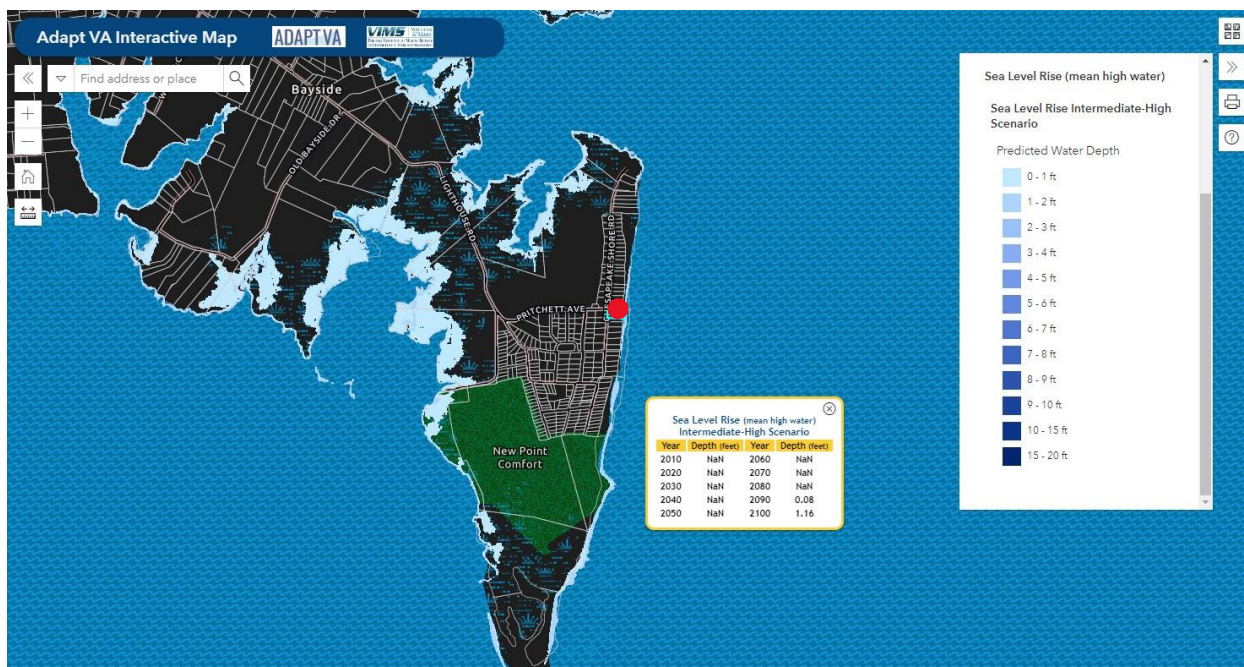 Adapt VA Interactive Map
ADAPT VA
VIMS
WILLIAM
& MARY
Find address or place
Bayside
OLD BAYSIDE DR
LIGHTHOUSE RD
CHESAPEAKE SHORE RD
PRITCHETT AVE
New Point
Comfort
Sea Level Rise (mean high water)
Intermediate-High Scenario
Year Depth (feet) Year Depth (feet)
2010 NaN 2060 NaN
2020 NaN 2070 NaN
2030 NaN 2080 NaN
2040 NaN 2090 0.08
2050 NaN 2100 1.16
Sea Level Rise (mean high water)
Sea Level Rise Intermediate-High
Scenario
Predicted Water Depth
0 - 1 ft
1 - 2 ft
2 - 3 ft
3 - 4 ft
4 - 5 ft
5 - 6 ft
6 - 7 ft
7 - 8 ft
8 - 9 ft
9 - 10 ft
10 - 15 ft
15 - 20 ft